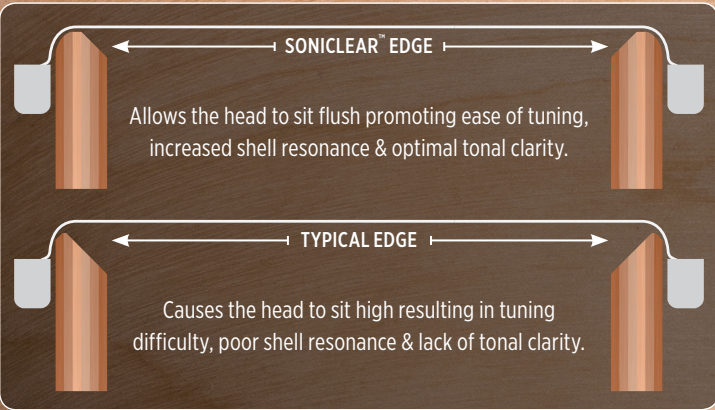 SONICLEAR™ EDGE
Allows the head to sit flush promoting ease of tuning,
increased shell resonance & optimal tonal clarity.
TYPICAL EDGE
Causes the head to sit high resulting in tuning
difficulty, poor shell resonance & lack of tonal clarity.